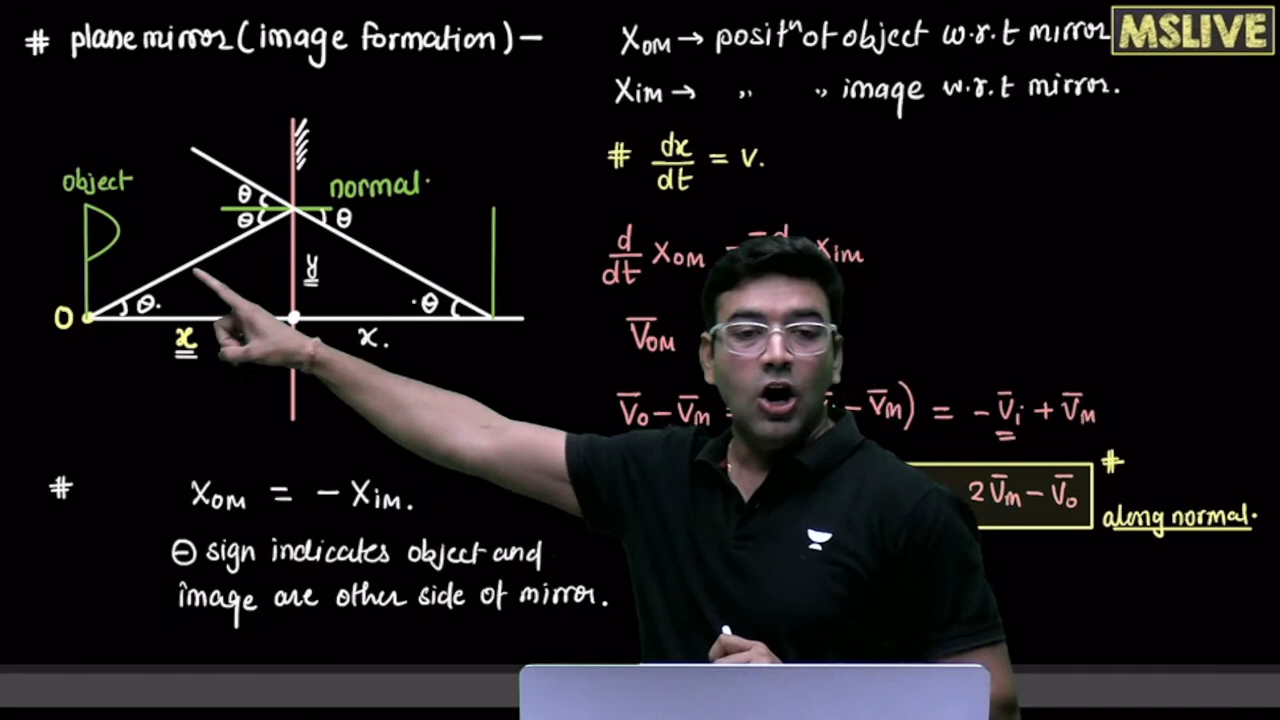 # plane mirror (image formation) -
XOM → positⁿ of object w.r.t mirror
MSLIVE
XIM → ,, ,, image w.r.t mirror.
# dx/dt = v.
object
normal.
θ
θ θ
y
d/dt XOM = - d XIM
O θ. .θ
x x.
V̄OM
V̄O - V̄M = - V̄M) = - V̄i + V̄M
#
# XOM = - XIM.
2V̄M - V̄O
along normal.
⊖ sign indicates object and
image are other side of mirror.